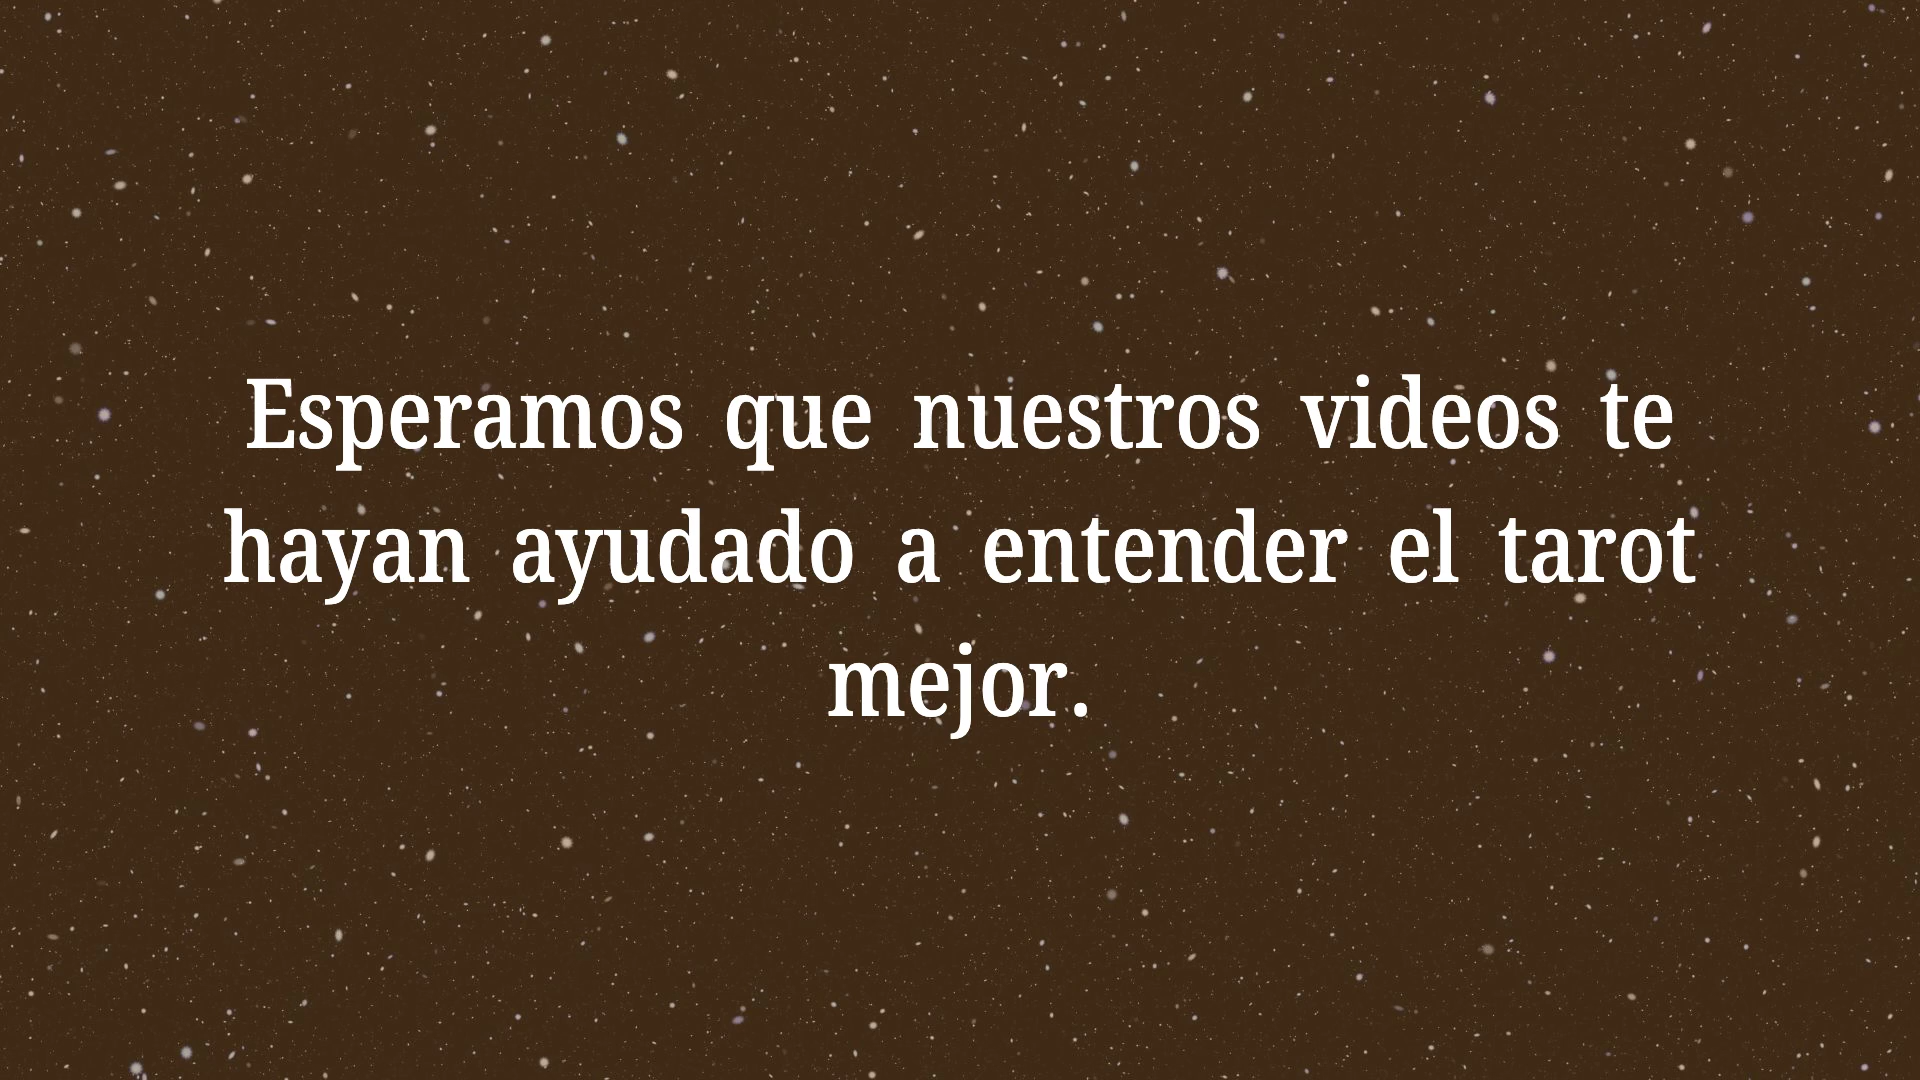 Esperamos que nuestros videos te
hayan ayudado a entender el tarot
mejor.